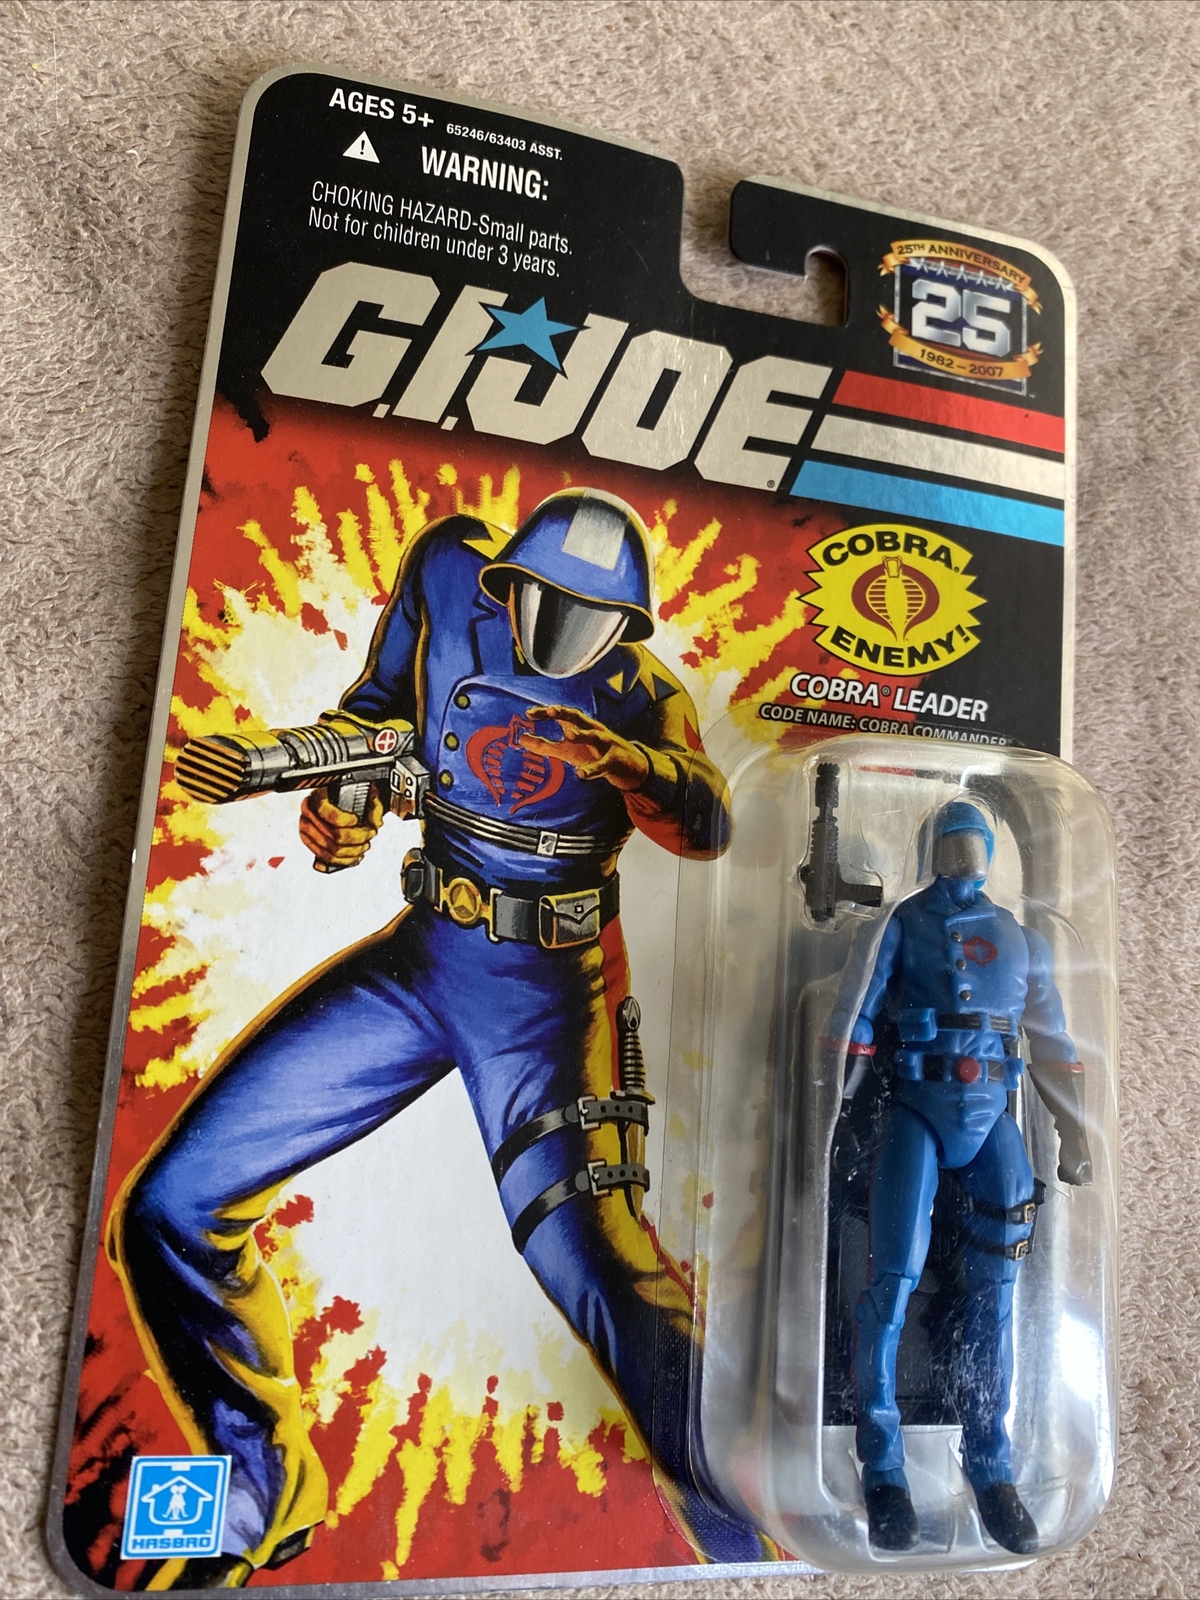 AGES 5+ 65246/63403 ASST.
WARNING:
CHOKING HAZARD-Small parts.
Not for children under 3 years.
25TH ANNIVERSARY
25
1982-2007
G.I.JOE®
COBRA®
ENEMY!
COBRA® LEADER
CODE NAME: COBRA COMMANDER
HASBRO